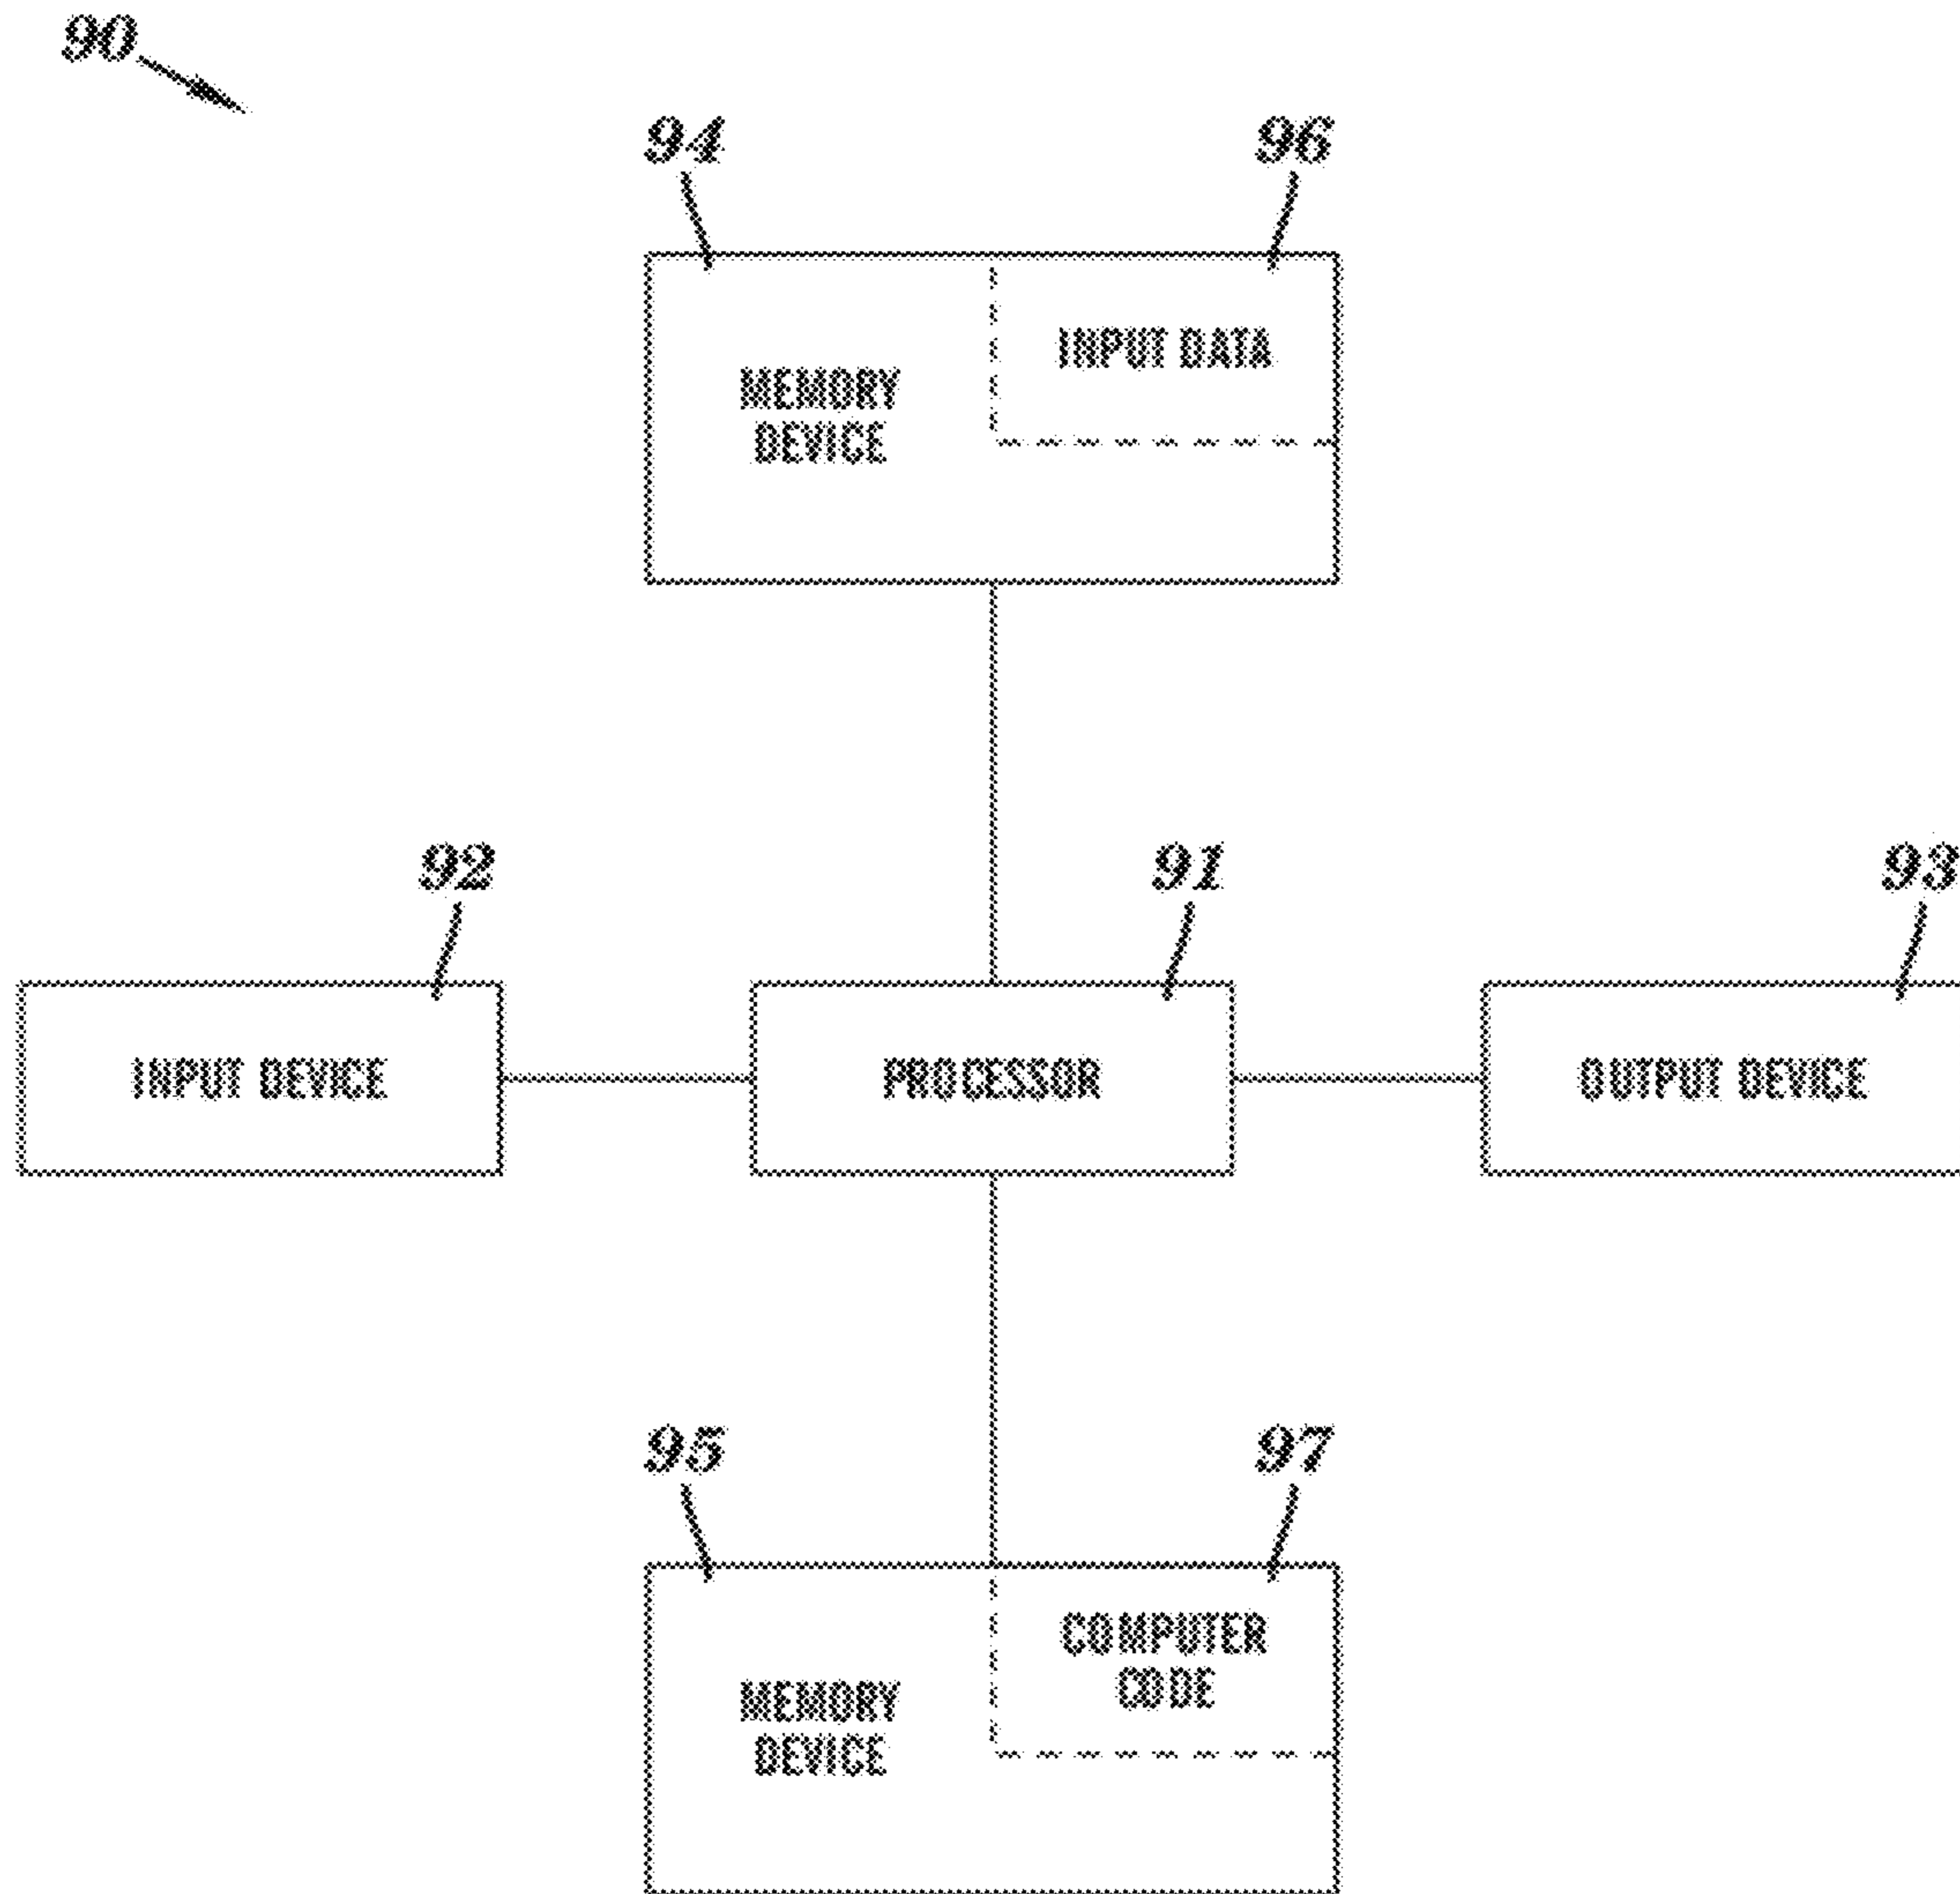 90
94
96
INPUT DATA
MEMORY
DEVICE
92
91
93
INPUT DEVICE
PROCESSOR
OUTPUT DEVICE
95
97
COMPUTER
CODE
MEMORY
DEVICE